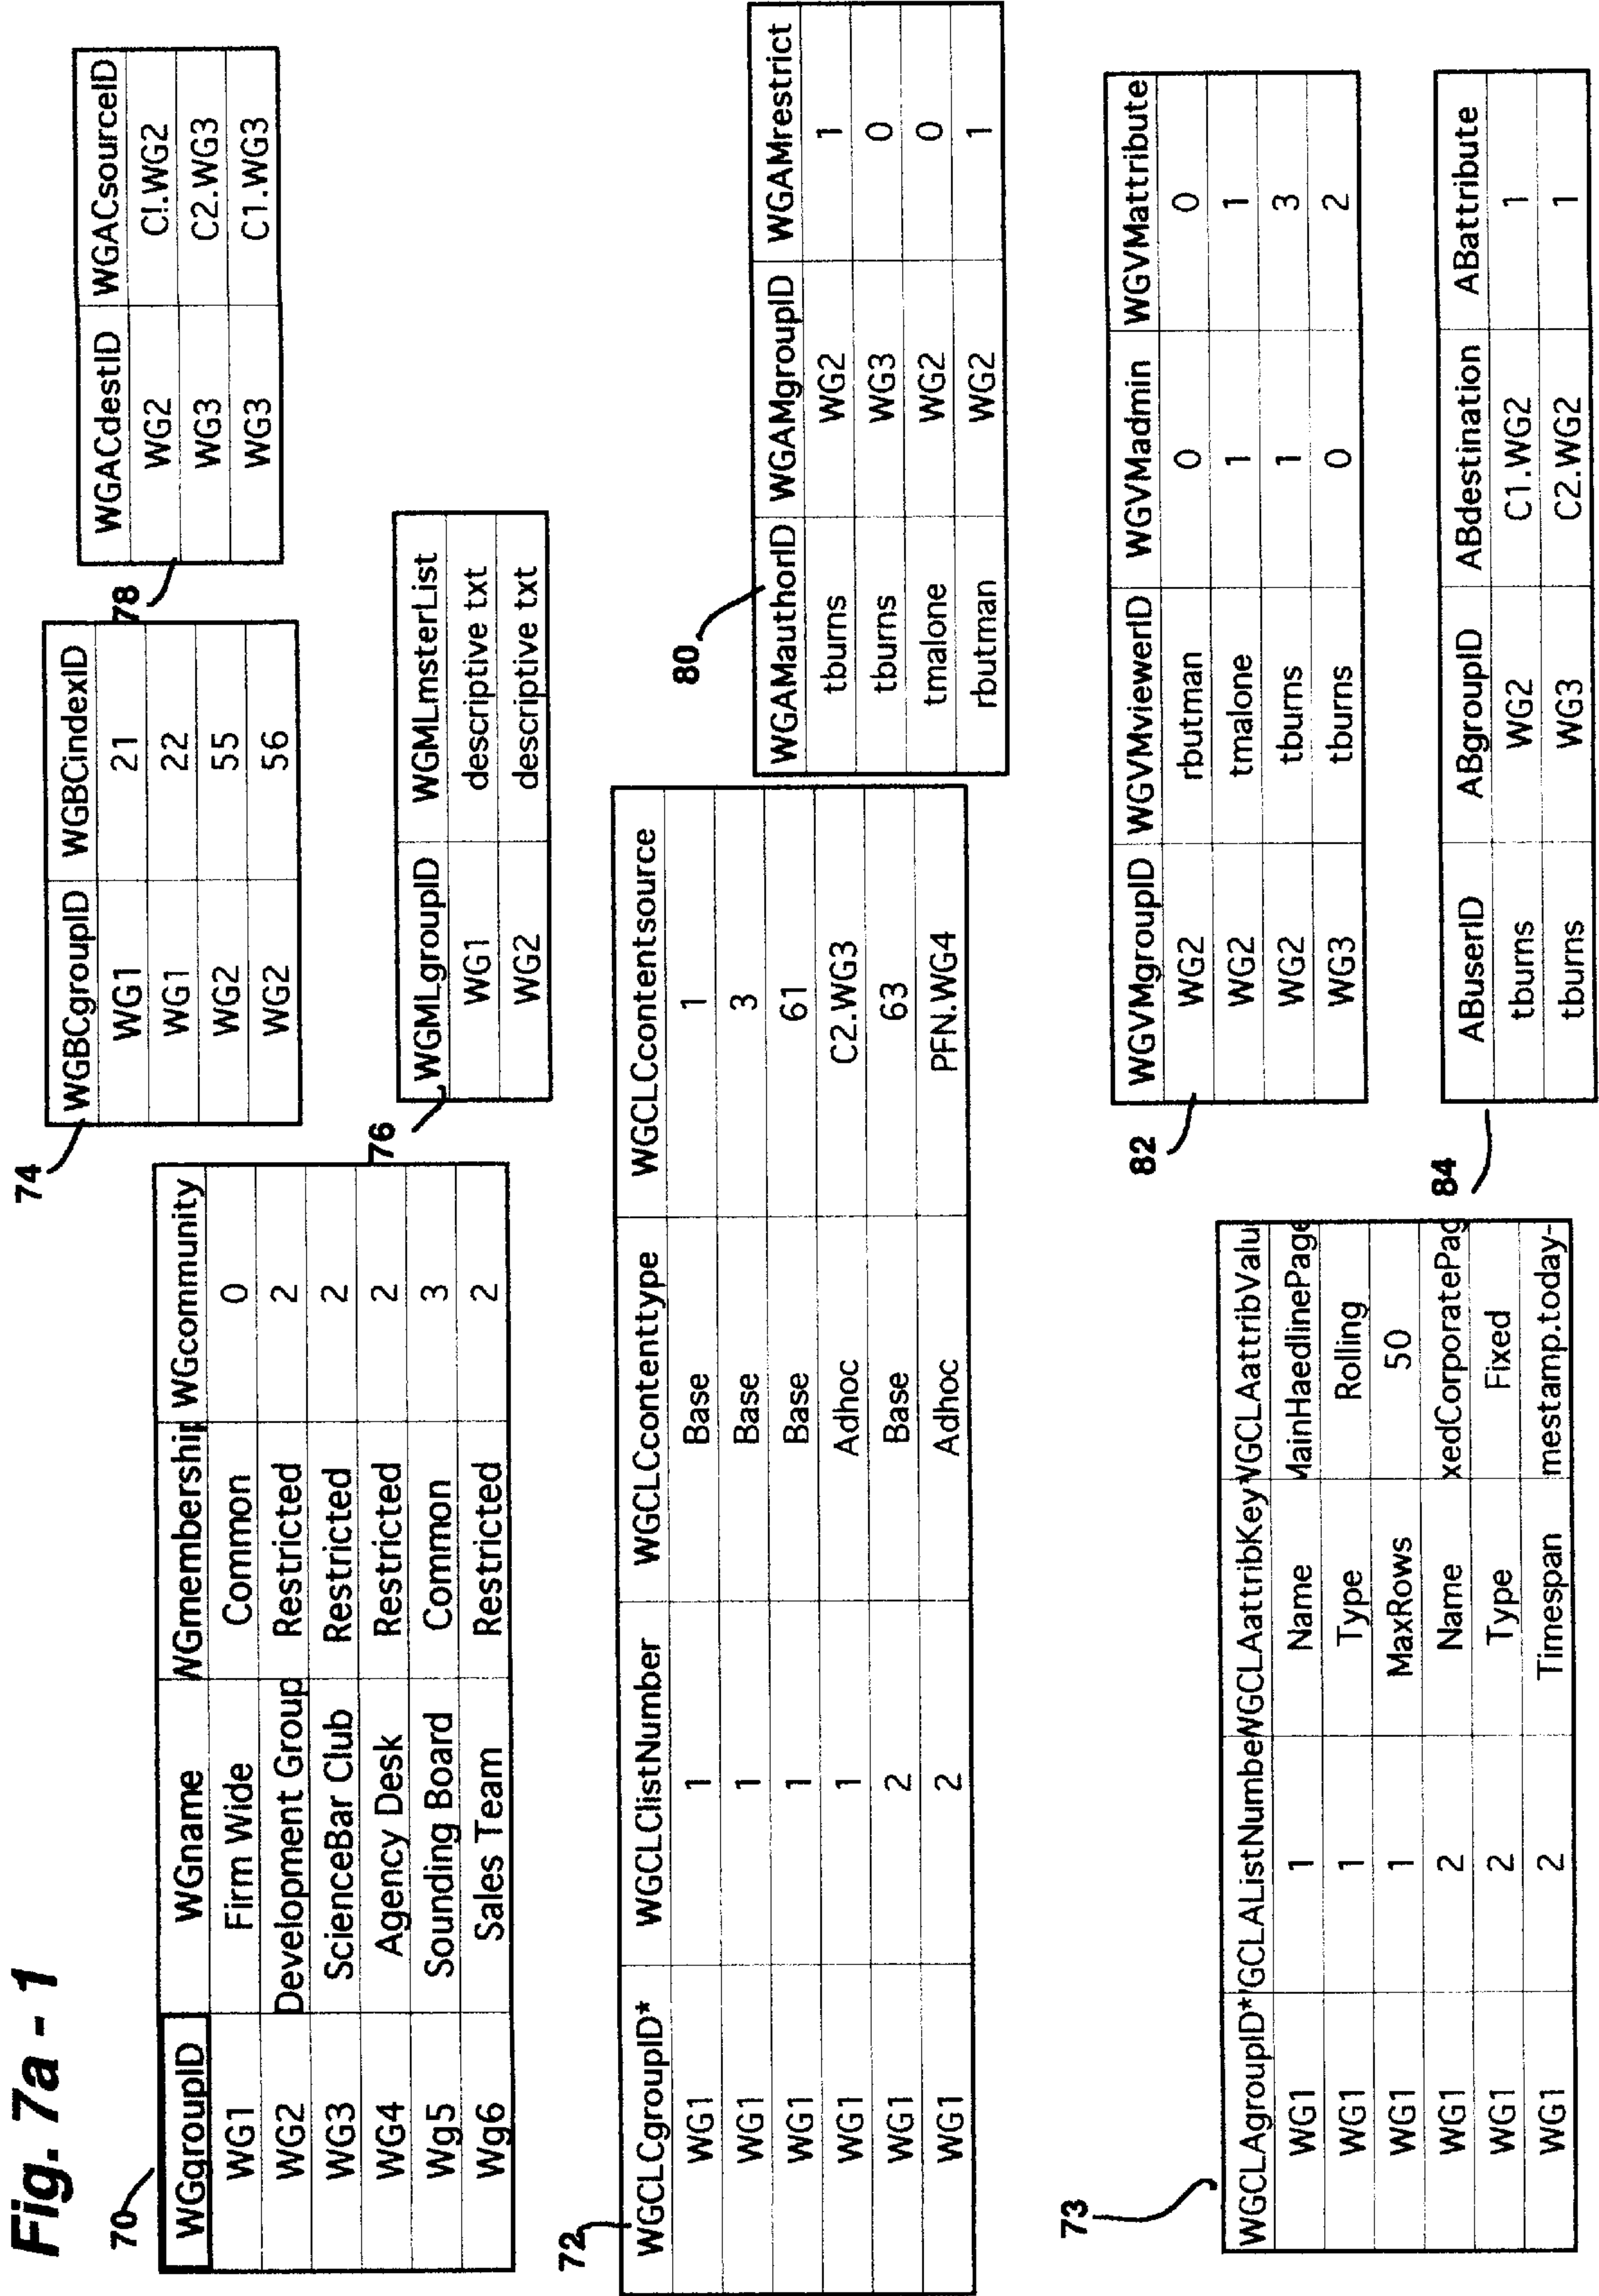 Fig. 7a - 1
70
WGgroupID WGname WGmembership WGcommunity
WG1 Firm Wide Common 0
WG2 Development Group Restricted 2
WG3 ScienceBar Club Restricted 2
WG4 Agency Desk Restricted 2
Wg5 Sounding Board Common 3
Wg6 Sales Team Restricted 2
74
WGBCgroupID WGBCindexID
WG1 21
WG1 22
WG2 55
WG2 56
78
WGACdestID WGACsourceID
WG2 C!.WG2
WG3 C2.WG3
WG3 C1.WG3
76
WGMLgroupID WGMLmsterList
WG1 descriptive txt
WG2 descriptive txt
72
WGCLCgroupID* WGCLClistNumber WGCLCcontenttype WGCLCcontentsource
WG1 1 Base 1
WG1 1 Base 3
WG1 1 Base 61
WG1 1 Adhoc C2.WG3
WG1 2 Base 63
WG1 2 Adhoc PFN.WG4
80
WGAMauthorID WGAMgroupID WGAMrestrict
tburns WG2 1
tburns WG3 0
tmalone WG2 0
rbutman WG2 1
73
WGCLAgroupID* GCLAListNumbe WGCLAattribKey VGCLAattribValu
WG1 1 Name MainHaedlinePage
WG1 1 Type Rolling
WG1 1 MaxRows 50
WG1 2 Name xedCorporatePag
WG1 2 Type Fixed
WG1 2 Timespan mestamp.today-
82
WGVMgroupID WGVMviewerID WGVMadmin WGVMattribute
WG2 rbutman 0 0
WG2 tmalone 1 1
WG2 tburns 1 3
WG3 tburns 0 2
84
ABuserID ABgroupID ABdestination ABattribute
tburns WG2 C1.WG2 1
tburns WG3 C2.WG2 1